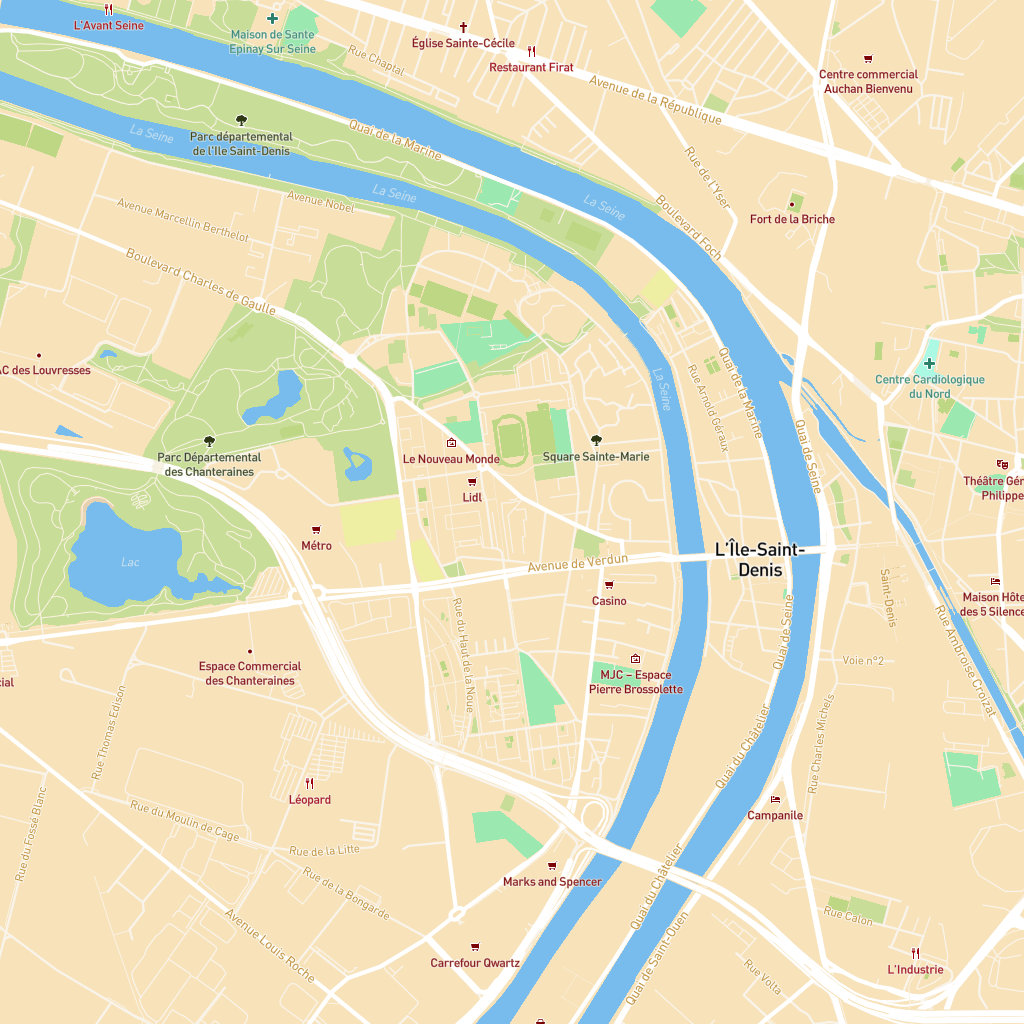 L'Avant Seine
Maison de Sante
Epinay Sur Seine
Église Sainte-Cécile
Restaurant Firat
Rue Chaptal
Centre commercial
Auchan Bienvenu
Avenue de la République
Parc départemental
de l'Ile Saint-Denis
La Seine
Quai de la Marine
La Seine
La Seine
Rue de l'Yser
Avenue Nobel
Avenue Marcellin Berthelot
Fort de la Briche
Boulevard Foch
Boulevard Charles de Gaulle
AC des Louvresses
Centre Cardiologique
du Nord
La Seine
Quai de la Marine
Rue Arnold Géraux
Quai de Seine
Parc Départemental
des Chanteraines
Le Nouveau Monde
Square Sainte-Marie
Lidl
Théâtre Gér
Philippe
Métro
L'Île-Saint-
Denis
Lac
Avenue de Verdun
Casino
Saint-Denis
Maison Hôte
des 5 Silence
Rue Ambroise Croizat
Rue du Haut de la Noue
Quai de Seine
Voie n°2
Espace Commercial
des Chanteraines
MJC – Espace
Pierre Brossolette
cial
Rue Thomas Edison
Rue Charles Michels
Quai du Châtelier
Léopard
Campanile
Rue du Fossé Blanc
Rue du Moulin de Cage
Rue de la Litte
Rue de la Bongarde
Marks and Spencer
Quai du Châtelier
Quai de Saint-Ouen
Rue Calon
Avenue Louis Roche
Carrefour Qwartz
L'Industrie
Rue Volta